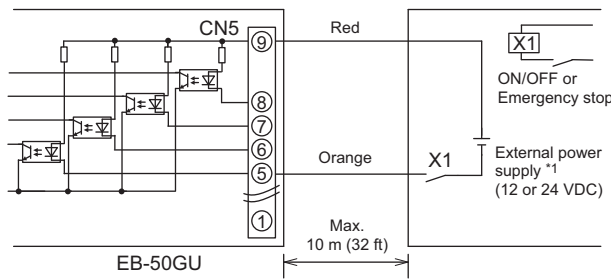 CN5
Red
⑨
⑧
⑦
⑥
⑤
①
Orange
X1
X1
ON/OFF or
Emergency stop
External power
supply *1
(12 or 24 VDC)
Max.
10 m (32 ft)
EB-50GU